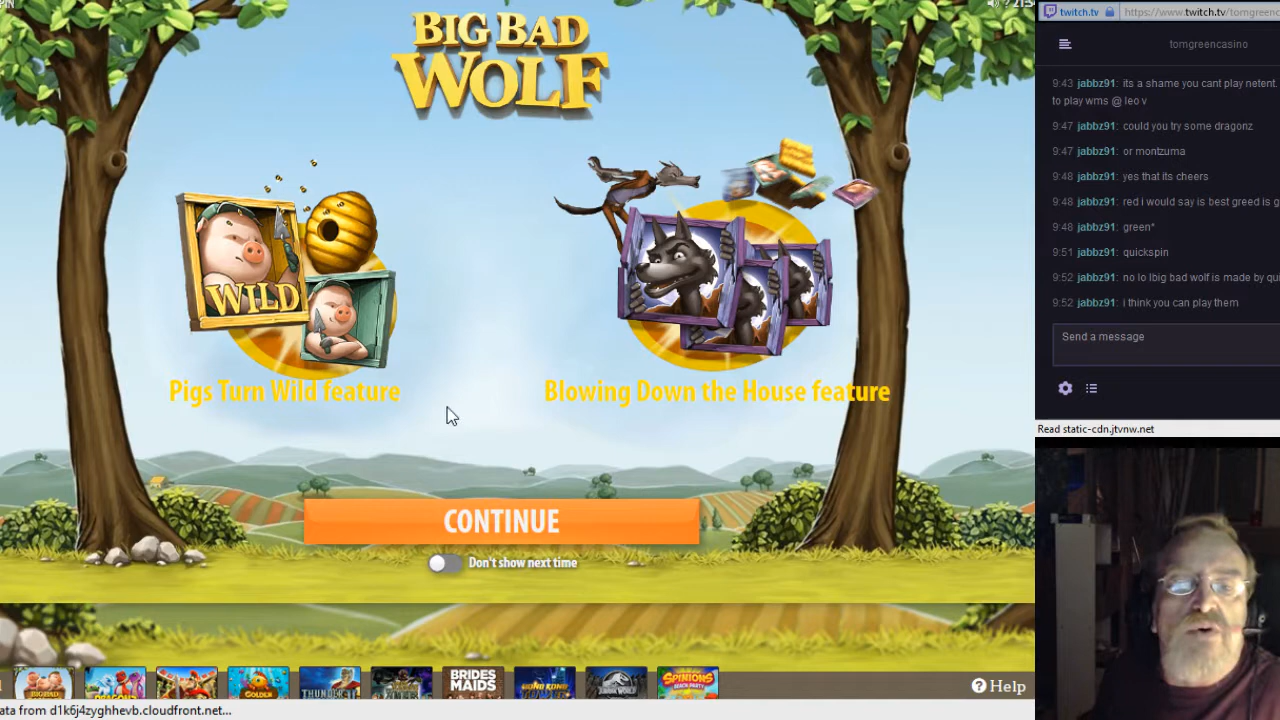 PIN
21:5
BIG BAD
WOLF
WILD
Pigs Turn Wild feature
Blowing Down the House feature
CONTINUE
Don't show next time
BRIDES
MAIDS
SPINIONS
Help
ata from d1k6j4zyghhevb.cloudfront.net...
twitch.tv
https://www.twitch.tv/tomgreenc
tomgreencasino
9:43 jabbz91: its a shame you cant play netent.
to play wms @ leo v
9:47 jabbz91: could you try some dragonz
9:47 jabbz91: or montzuma
9:48 jabbz91: yes that its cheers
9:48 jabbz91: red i would say is best greed is g
9:48 jabbz91: green*
9:51 jabbz91: quickspin
9:52 jabbz91: no lo lbig bad wolf is made by qui
9:52 jabbz91: i think you can play them
Send a message
Read static-cdn.jtvnw.net